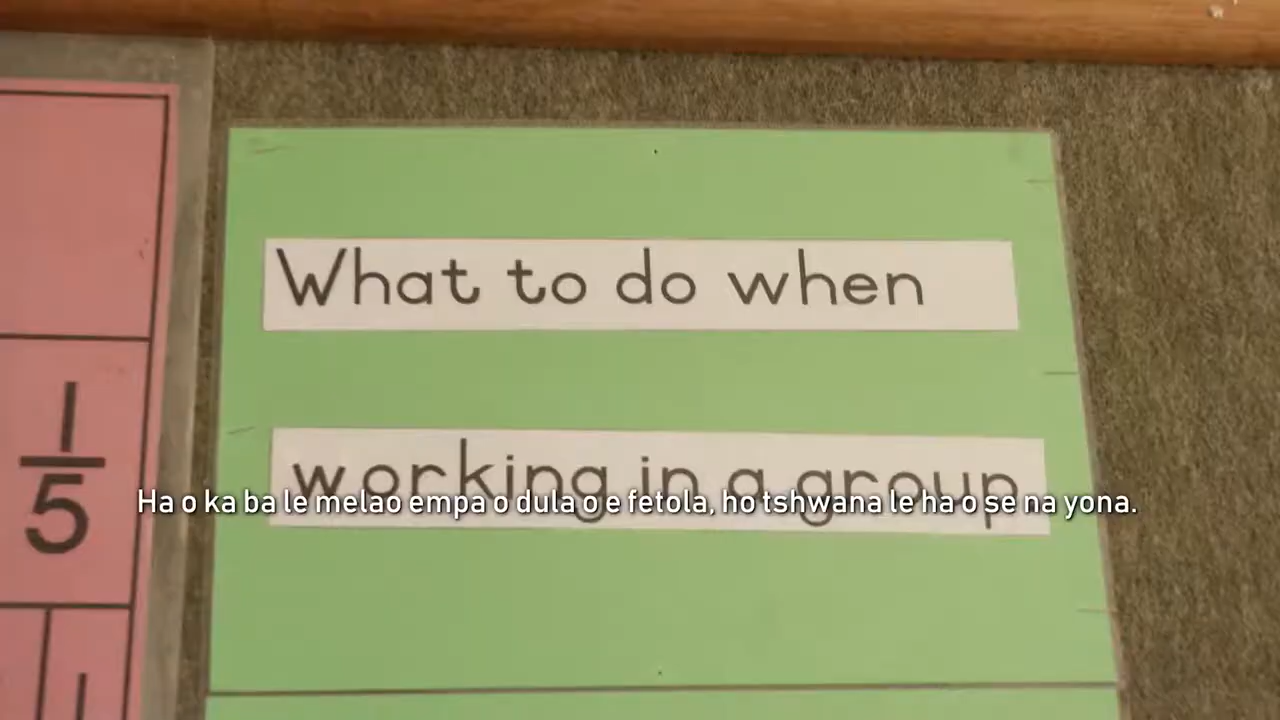 What to do when
working in a group
Ha o ka ba le melao empa o dula o e fetola, ho tshwana le ha o se na yona.
1
5